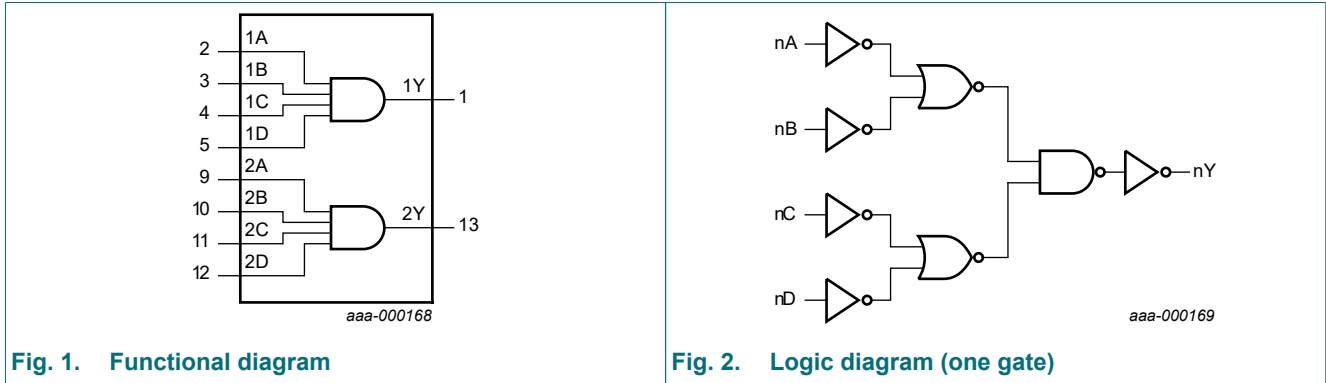 2
1A
3
1B
4
1C
5
1D
1Y
1
9
2A
10
2B
11
2C
12
2D
2Y
13
aaa-000168
Fig. 1. Functional diagram
nA
nB
nC
nD
nY
aaa-000169
Fig. 2. Logic diagram (one gate)